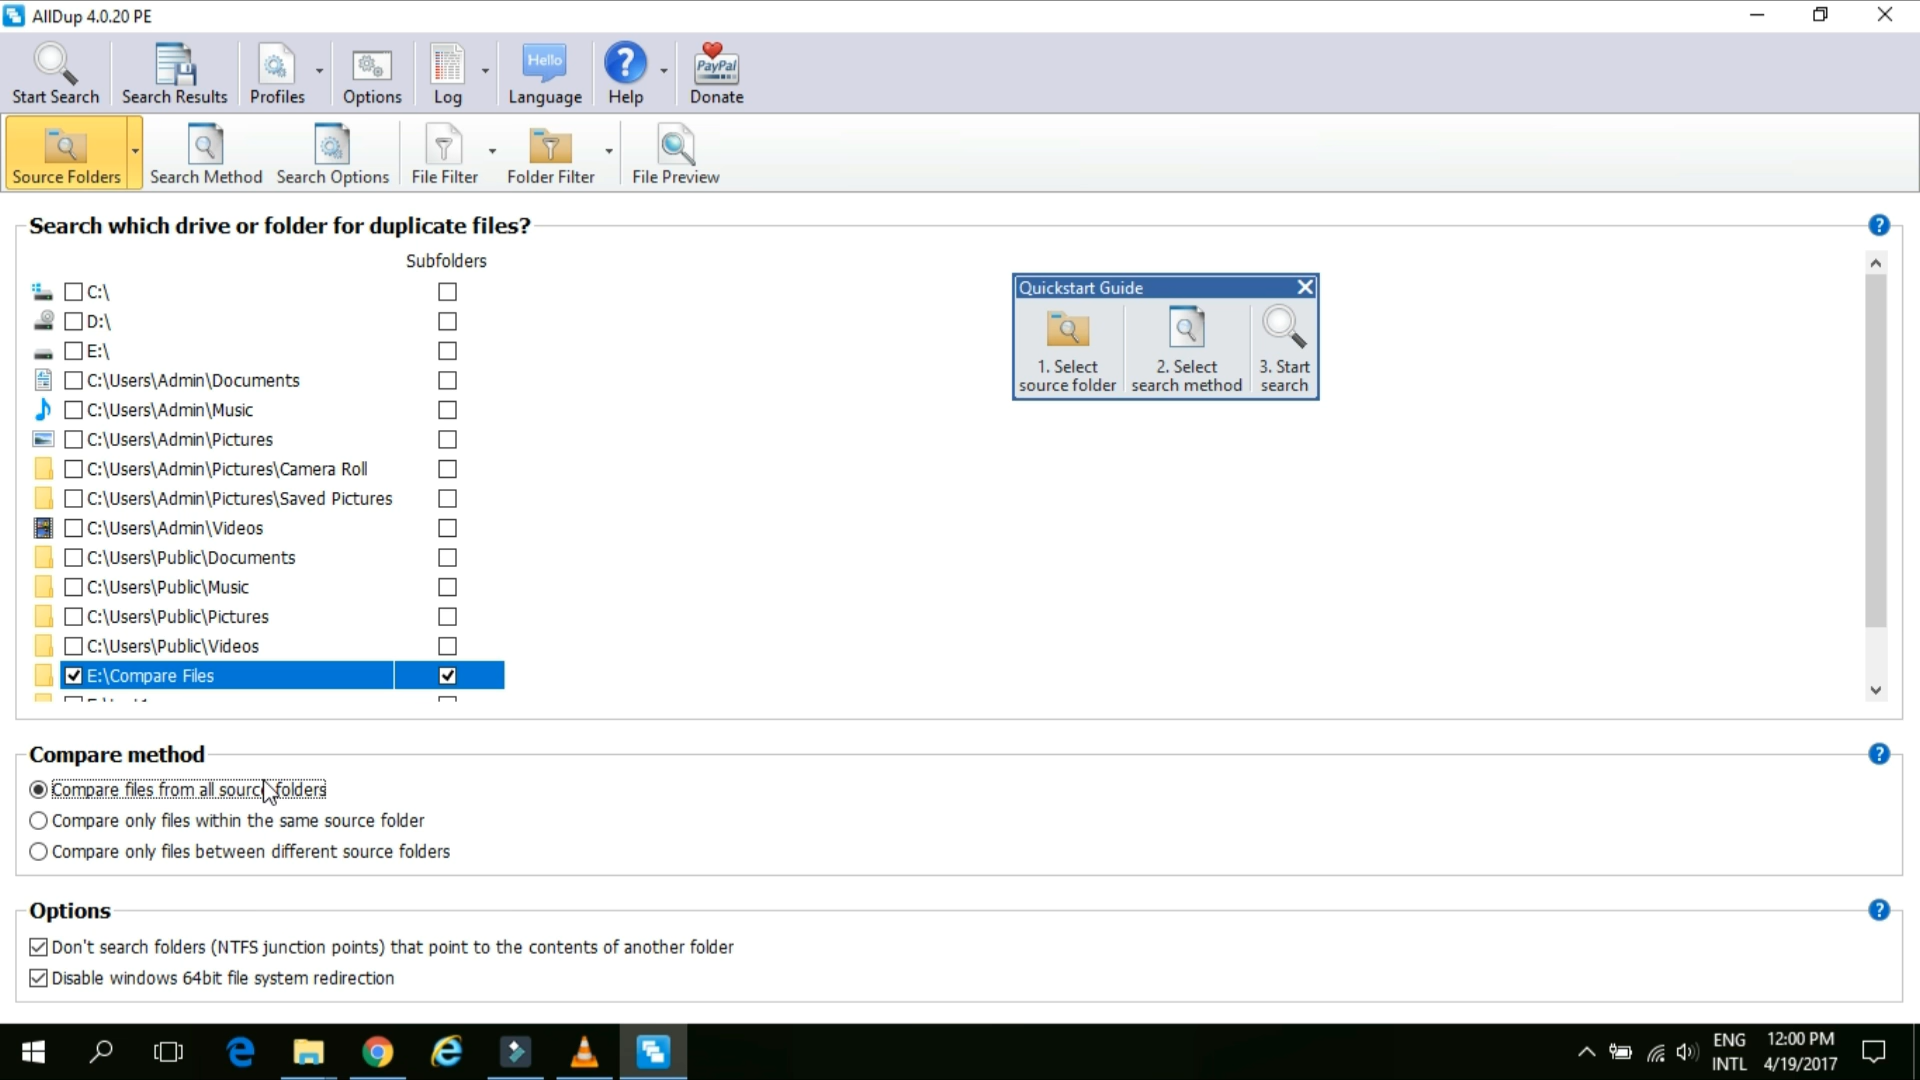 AllDup 4.0.20 PE
Start Search Search Results Profiles Options Log Hello Language ? Help PayPal Donate
Source Folders Search Method Search Options File Filter Folder Filter File Preview
Search which drive or folder for duplicate files? ?
Subfolders
C:\
D:\
E:\
C:\Users\Admin\Documents
C:\Users\Admin\Music
C:\Users\Admin\Pictures
C:\Users\Admin\Pictures\Camera Roll
C:\Users\Admin\Pictures\Saved Pictures
C:\Users\Admin\Videos
C:\Users\Public\Documents
C:\Users\Public\Music
C:\Users\Public\Pictures
C:\Users\Public\Videos
E:\Compare Files
Quickstart Guide
1. Select source folder
2. Select search method
3. Start search
Compare method ?
Compare files from all source folders
Compare only files within the same source folder
Compare only files between different source folders
Options ?
Don't search folders (NTFS junction points) that point to the contents of another folder
Disable windows 64bit file system redirection
ENG 12:00 PM
INTL 4/19/2017